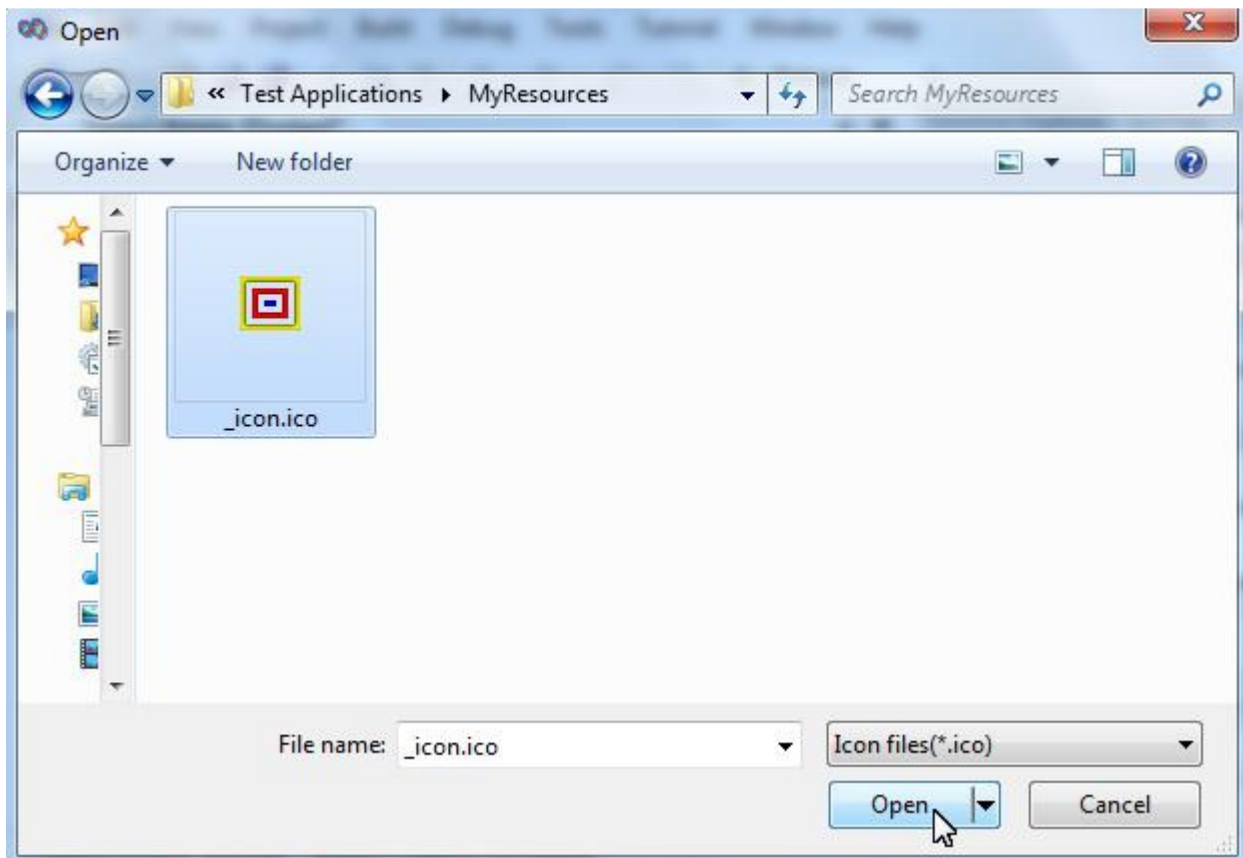 Open
« Test Applications ▸ MyResources
Search MyResources
Organize
New folder
_icon.ico
File name:
_icon.ico
Icon files(*.ico)
Open
Cancel